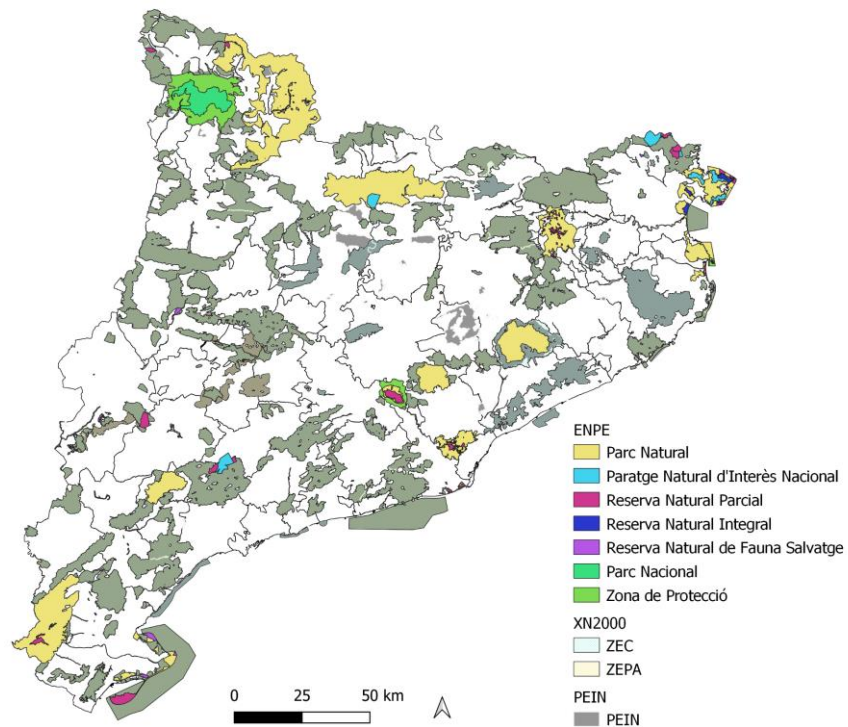 ENPE
Parc Natural
Paratge Natural d'Interès Nacional
Reserva Natural Parcial
Reserva Natural Integral
Reserva Natural de Fauna Salvatge
Parc Nacional
Zona de Protecció
XN2000
ZEC
ZEPA
PEIN
PEIN
0 25 50 km